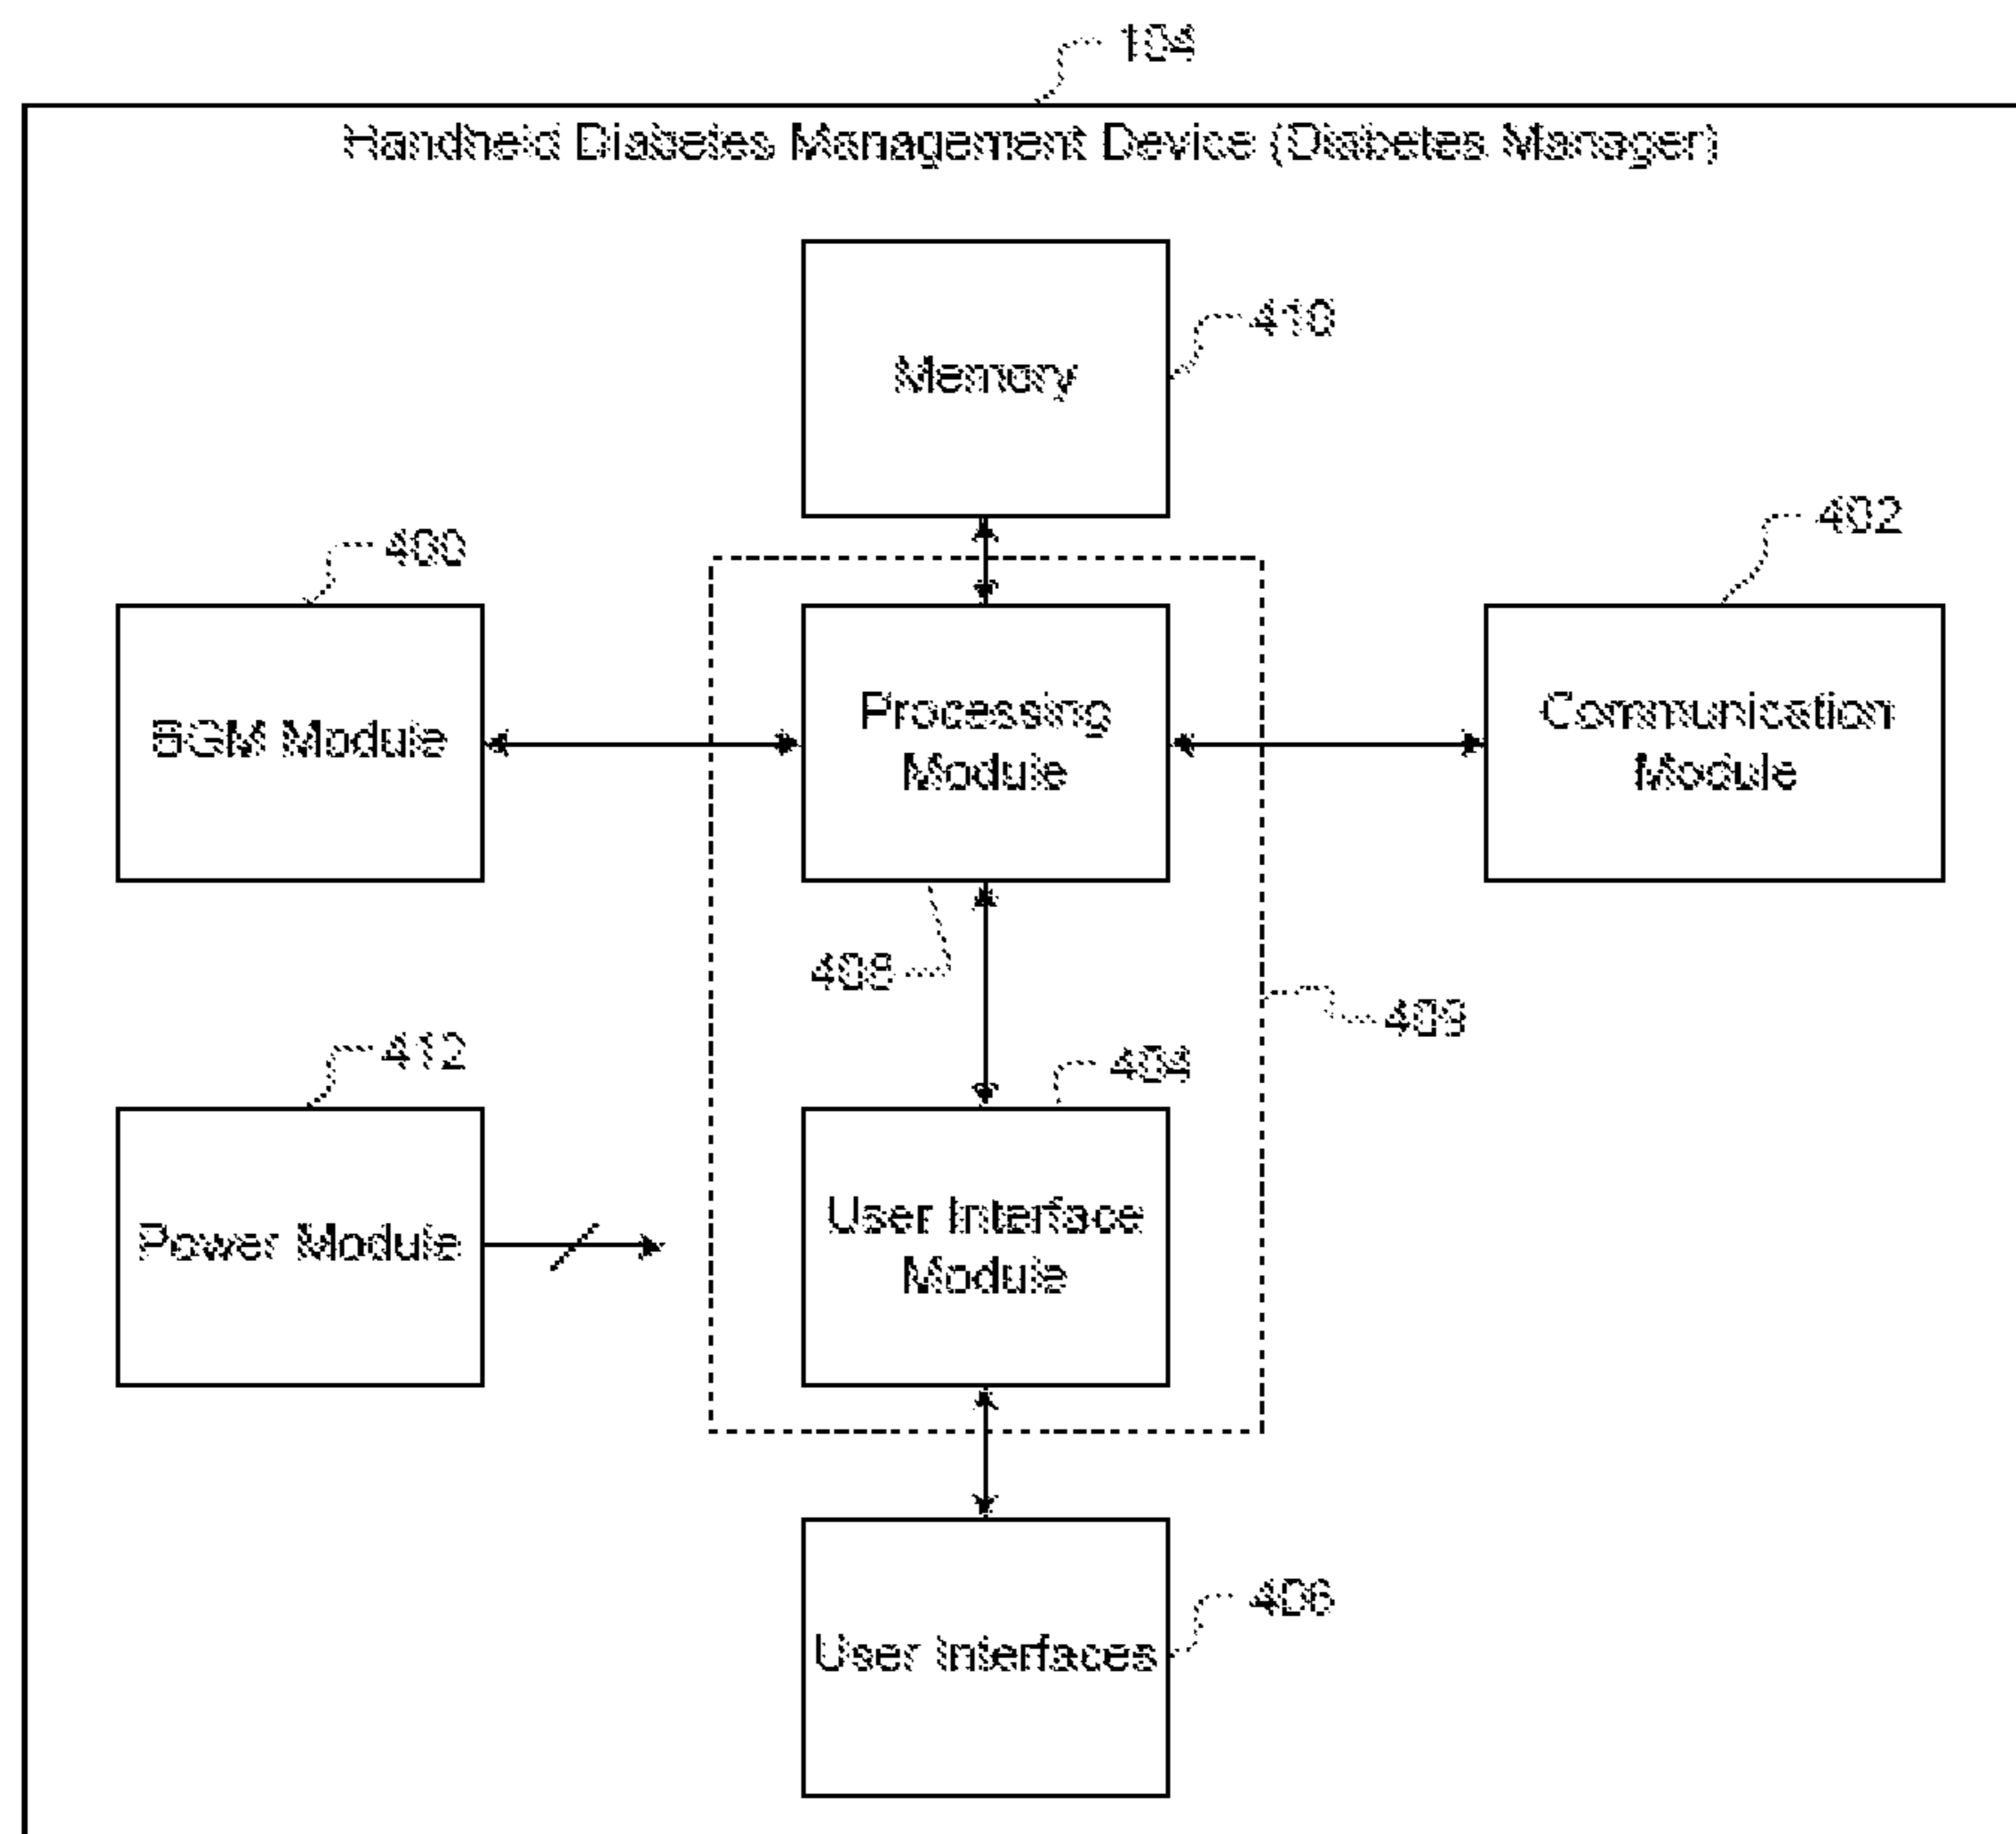 104
Handheld Diabetes Management Device (Diabetes Manager)
Memory
410
400
402
BGM Module
Processing
Module
Communication
Module
408
403
412
404
Power Module
User Interface
Module
User Interfaces
406